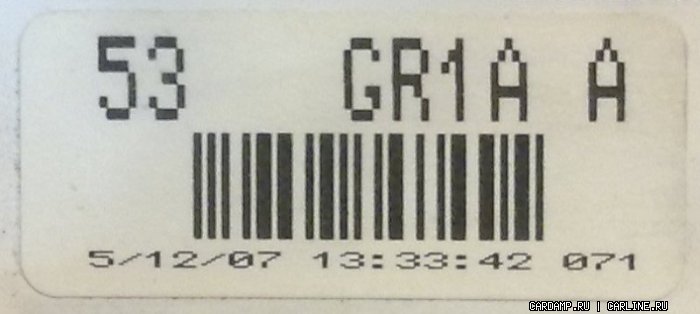 53 GR1A A
5/12/07 13:33:42 071
CARDAMP.RU | CARLINE.RU